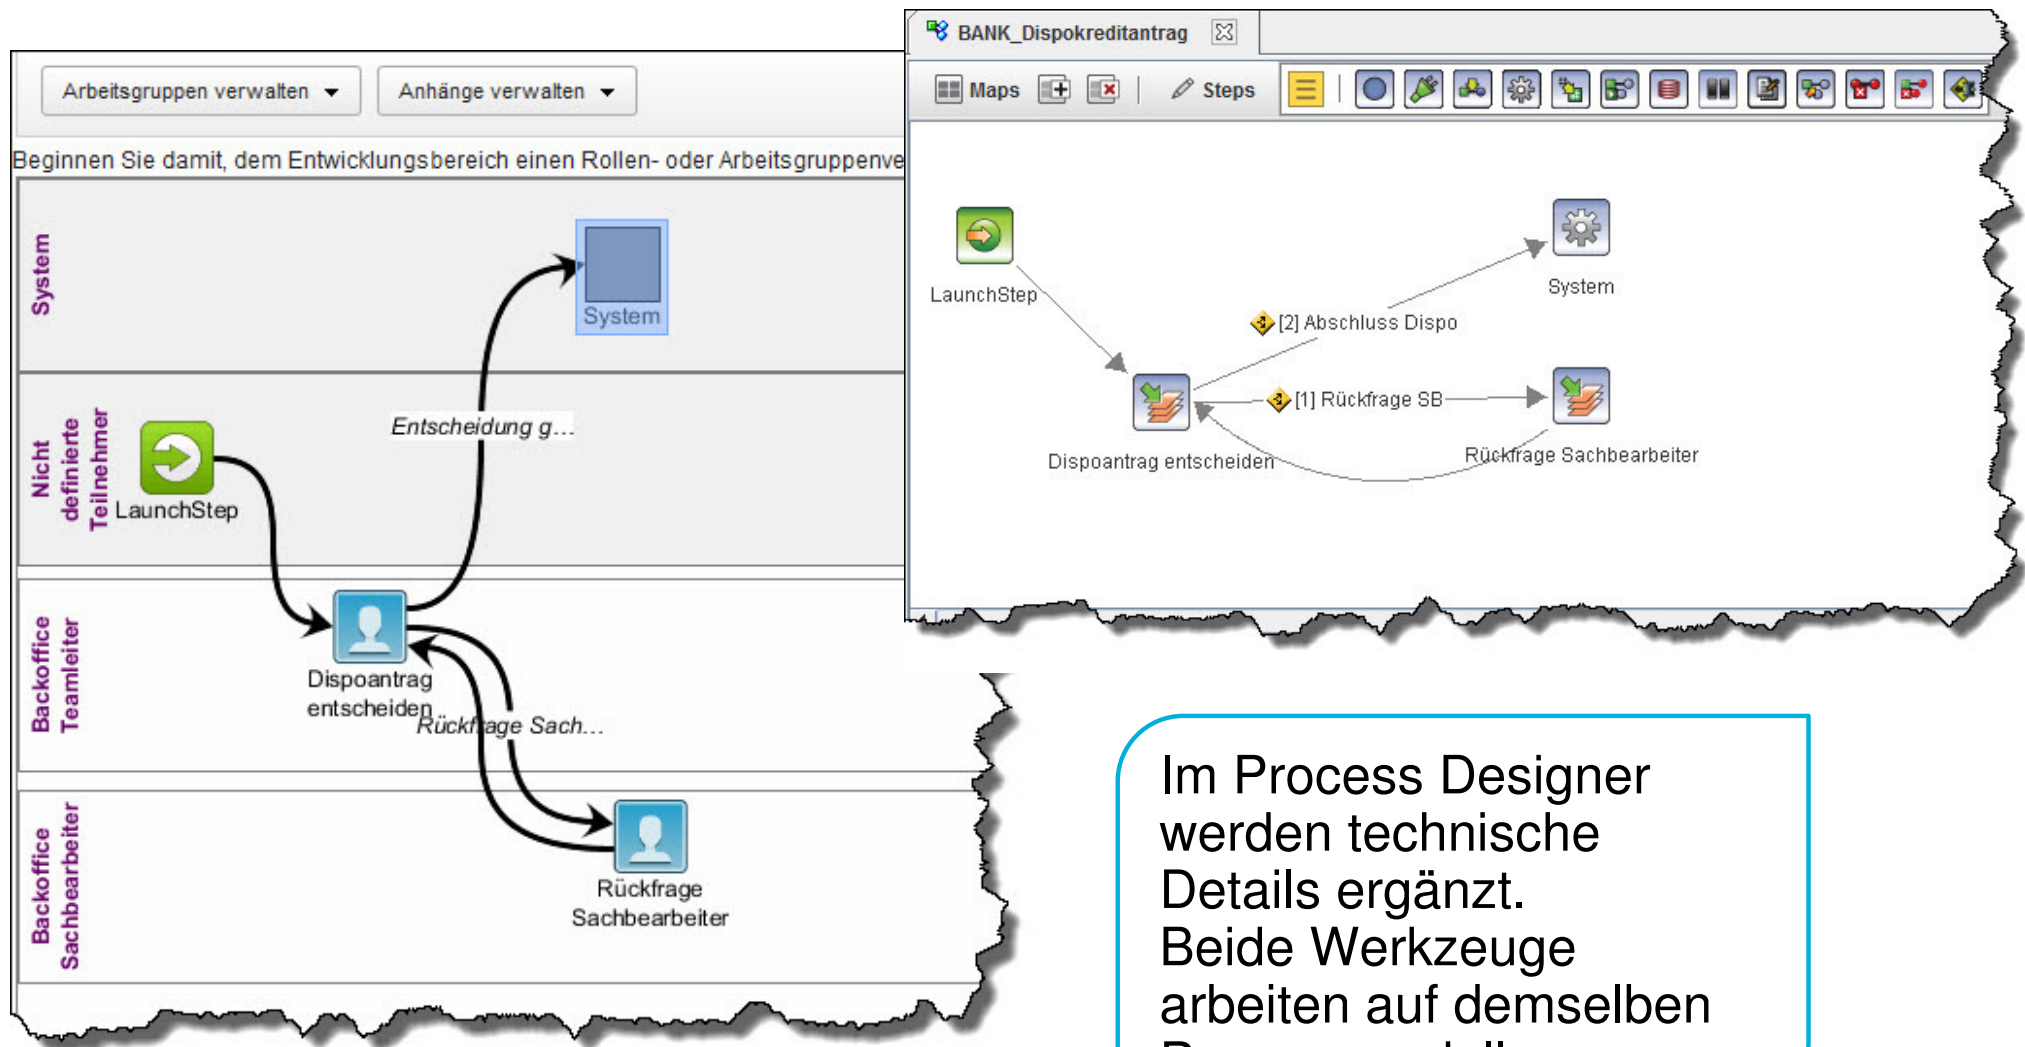 Arbeitsgruppen verwalten
Anhänge verwalten
Beginnen Sie damit, dem Entwicklungsbereich einen Rollen- oder Arbeitsgruppenve
System
System
Nicht
definierte
Teilnehmer
LaunchStep
Entscheidung g...
Backoffice
Teamleiter
Dispoantrag
entscheiden
Rückfrage Sach...
Backoffice
Sachbearbeiter
Rückfrage
Sachbearbeiter
BANK_Dispokreditantrag
Maps
Steps
LaunchStep
System
[2] Abschluss Dispo
[1] Rückfrage SB
Dispoantrag entscheiden
Rückfrage Sachbearbeiter
Im Process Designer
werden technische
Details ergänzt.
Beide Werkzeuge
arbeiten auf demselben